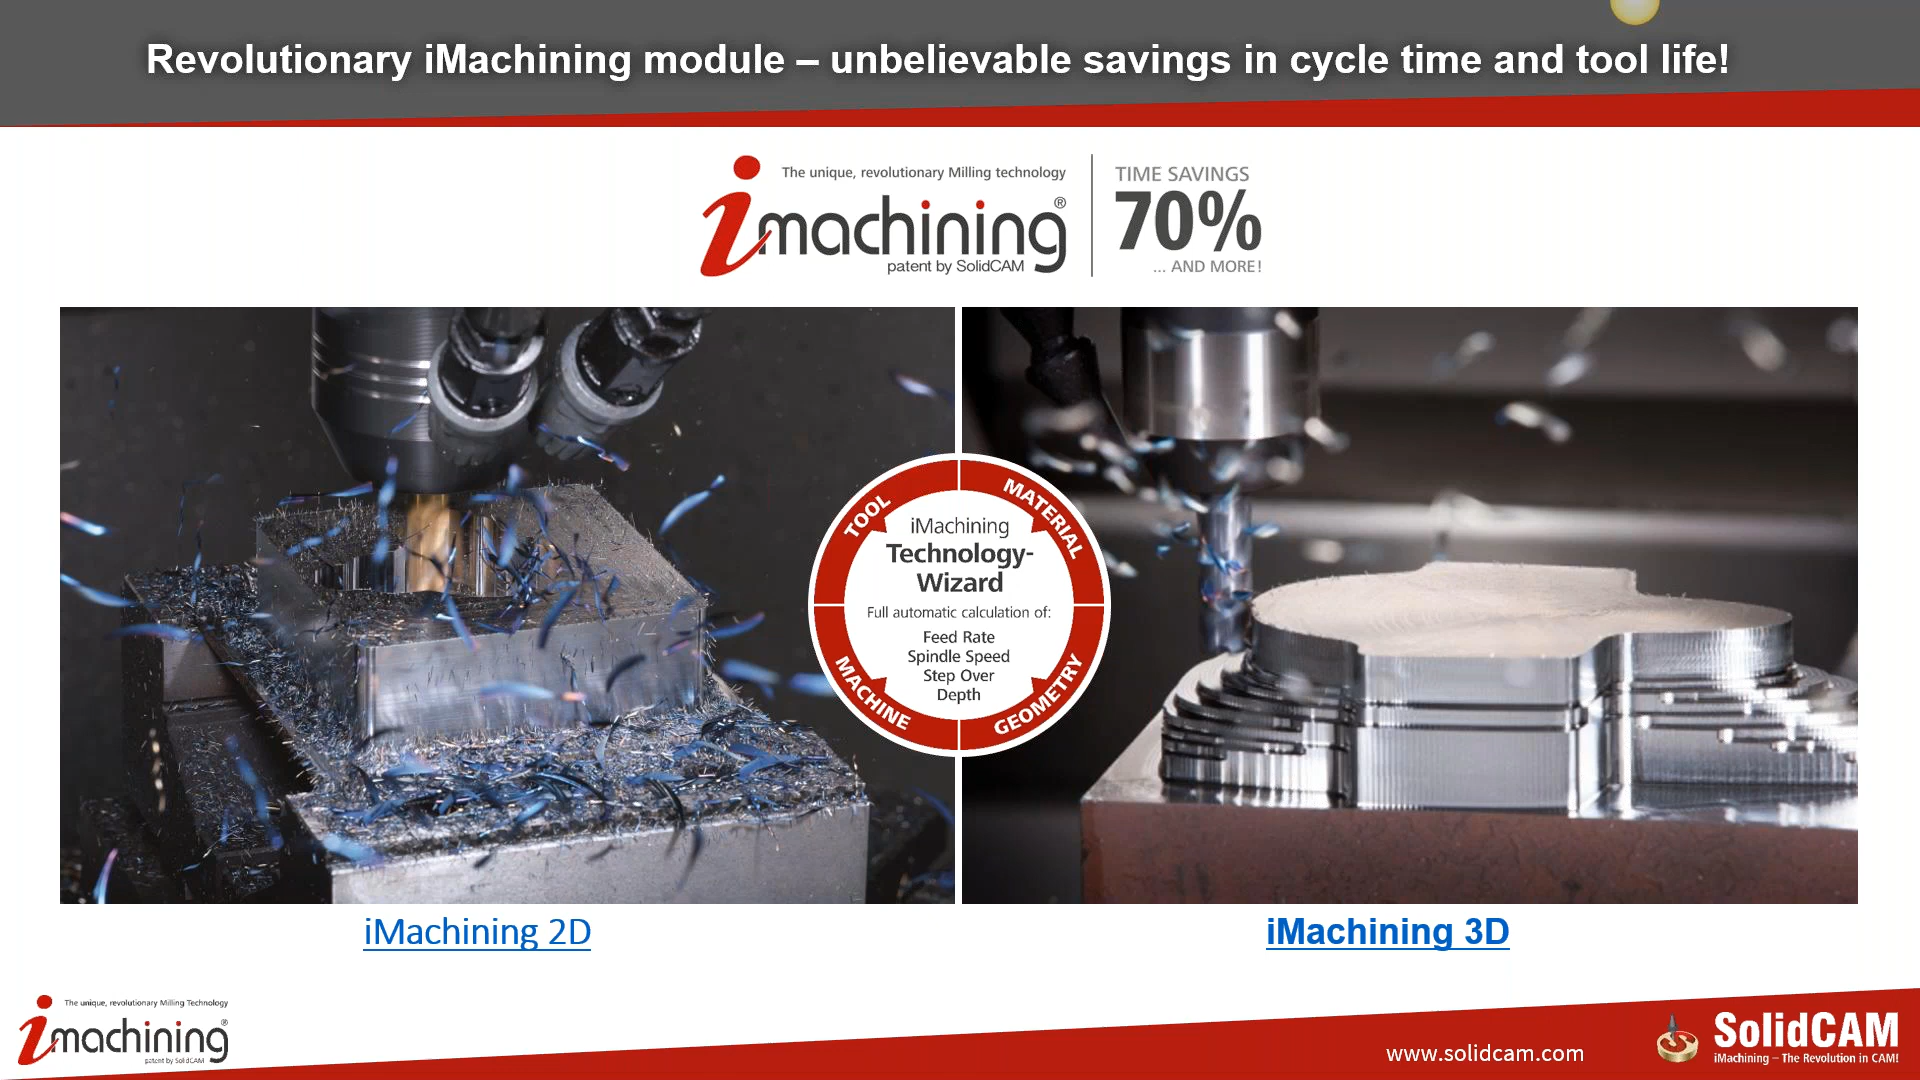 Revolutionary iMachining module – unbelievable savings in cycle time and tool life!
The unique, revolutionary Milling technology
imachining®
patent by SolidCAM
TIME SAVINGS
70%
... AND MORE!
TOOL
MATERIAL
iMachining
Technology-
Wizard
Full automatic calculation of:
Feed Rate
Spindle Speed
Step Over
Depth
MACHINE
GEOMETRY
iMachining 2D
iMachining 3D
The unique, revolutionary Milling Technology
imachining®
patent by SolidCAM
www.solidcam.com
SolidCAM
iMachining – The Revolution in CAM!